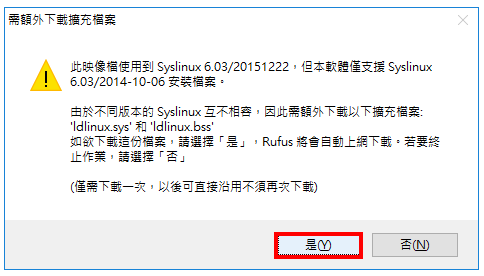 需額外下載擴充檔案
此映像檔使用到 Syslinux 6.03/20151222，但本軟體僅支援 Syslinux
6.03/2014-10-06 安裝檔案。
由於不同版本的 Syslinux 互不相容，因此需額外下載以下擴充檔案:
'ldlinux.sys' 和 'ldlinux.bss'
如欲下載這份檔案，請選擇「是」，Rufus 將會自動上網下載。若要終
止作業，請選擇「否」
(僅需下載一次，以後可直接沿用不須再次下載)
是(Y)
否(N)